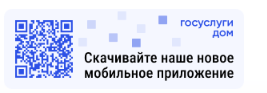 госуслуги
дом
Скачивайте наше новое
мобильное приложение